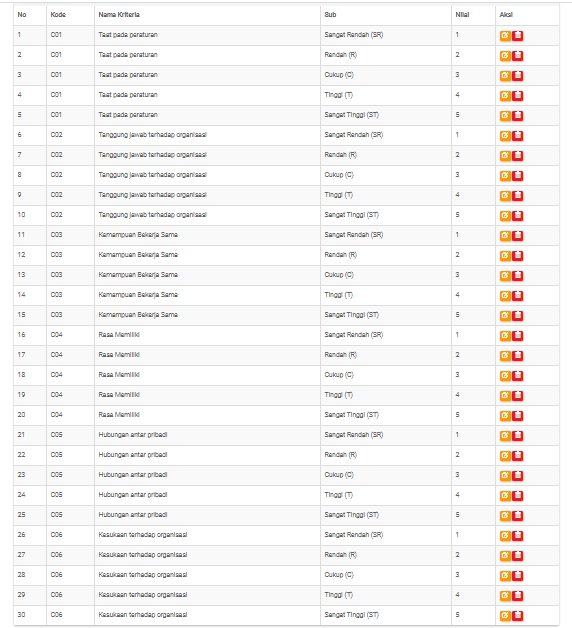 No Kode Nama Kriteria Sub Nilai Aksi
1 C01 Taat pada peraturan Sangat Rendah (SR) 1
2 C01 Taat pada peraturan Rendah (R) 2
3 C01 Taat pada peraturan Cukup (C) 3
4 C01 Taat pada peraturan Tinggi (T) 4
5 C01 Taat pada peraturan Sangat Tinggi (ST) 5
6 C02 Tanggung jawab terhadap organisasi Sangat Rendah (SR) 1
7 C02 Tanggung jawab terhadap organisasi Rendah (R) 2
8 C02 Tanggung jawab terhadap organisasi Cukup (C) 3
9 C02 Tanggung jawab terhadap organisasi Tinggi (T) 4
10 C02 Tanggung jawab terhadap organisasi Sangat Tinggi (ST) 5
11 C03 Kemampuan Bekerja Sama Sangat Rendah (SR) 1
12 C03 Kemampuan Bekerja Sama Rendah (R) 2
13 C03 Kemampuan Bekerja Sama Cukup (C) 3
14 C03 Kemampuan Bekerja Sama Tinggi (T) 4
15 C03 Kemampuan Bekerja Sama Sangat Tinggi (ST) 5
16 C04 Rasa Memiliki Sangat Rendah (SR) 1
17 C04 Rasa Memiliki Rendah (R) 2
18 C04 Rasa Memiliki Cukup (C) 3
19 C04 Rasa Memiliki Tinggi (T) 4
20 C04 Rasa Memiliki Sangat Tinggi (ST) 5
21 C05 Hubungan antar pribadi Sangat Rendah (SR) 1
22 C05 Hubungan antar pribadi Rendah (R) 2
23 C05 Hubungan antar pribadi Cukup (C) 3
24 C05 Hubungan antar pribadi Tinggi (T) 4
25 C05 Hubungan antar pribadi Sangat Tinggi (ST) 5
26 C06 Kesukaan terhadap organisasi Sangat Rendah (SR) 1
27 C06 Kesukaan terhadap organisasi Rendah (R) 2
28 C06 Kesukaan terhadap organisasi Cukup (C) 3
29 C06 Kesukaan terhadap organisasi Tinggi (T) 4
30 C06 Kesukaan terhadap organisasi Sangat Tinggi (ST) 5